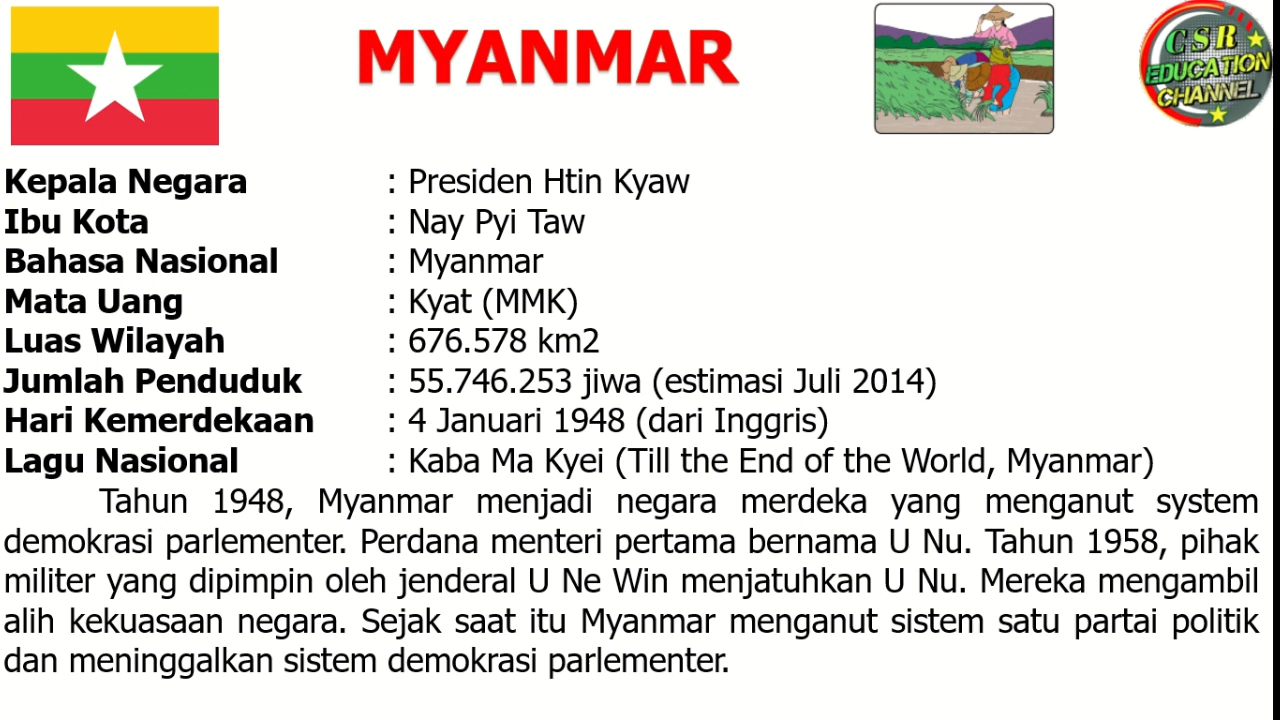 MYANMAR
CSR
EDUCATION
CHANNEL
Kepala Negara : Presiden Htin Kyaw
Ibu Kota : Nay Pyi Taw
Bahasa Nasional : Myanmar
Mata Uang : Kyat (MMK)
Luas Wilayah : 676.578 km2
Jumlah Penduduk : 55.746.253 jiwa (estimasi Juli 2014)
Hari Kemerdekaan : 4 Januari 1948 (dari Inggris)
Lagu Nasional : Kaba Ma Kyei (Till the End of the World, Myanmar)
Tahun 1948, Myanmar menjadi negara merdeka yang menganut system
demokrasi parlementer. Perdana menteri pertama bernama U Nu. Tahun 1958, pihak
militer yang dipimpin oleh jenderal U Ne Win menjatuhkan U Nu. Mereka mengambil
alih kekuasaan negara. Sejak saat itu Myanmar menganut sistem satu partai politik
dan meninggalkan sistem demokrasi parlementer.